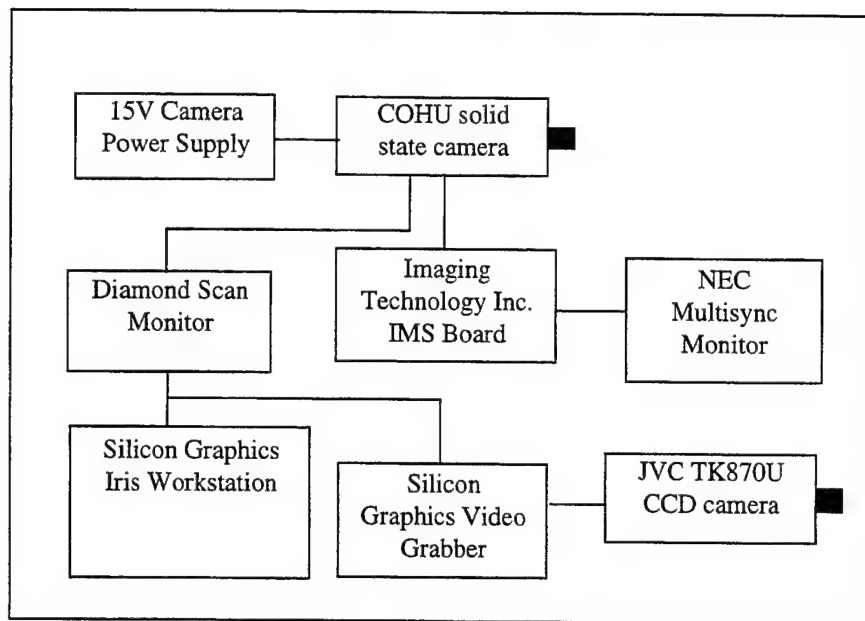 15V Camera
Power Supply
COHU solid
state camera
Diamond Scan
Monitor
Imaging
Technology Inc.
IMS Board
NEC
Multisync
Monitor
Silicon Graphics
Iris Workstation
Silicon
Graphics Video
Grabber
JVC TK870U
CCD camera